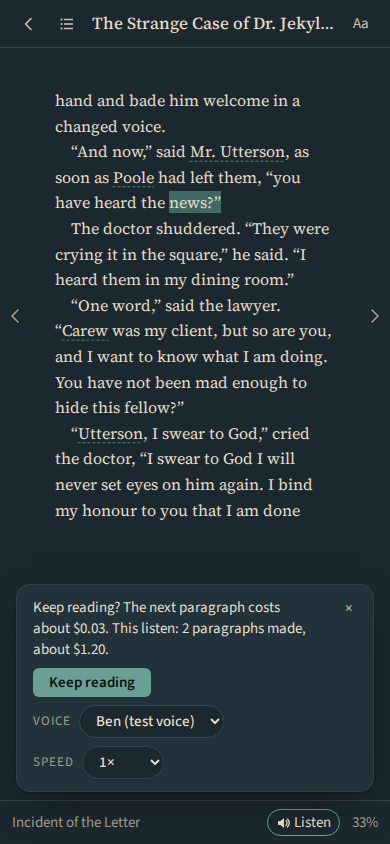 The Strange Case of Dr. Jekyl...
Aa
hand and bade him welcome in a
changed voice.
“And now,” said Mr. Utterson, as
soon as Poole had left them, “you
have heard the news?”
The doctor shuddered. “They were
crying it in the square,” he said. “I
heard them in my dining room.”
“One word,” said the lawyer.
“Carew was my client, but so are you,
and I want to know what I am doing.
You have not been mad enough to
hide this fellow?”
“Utterson, I swear to God,” cried
the doctor, “I swear to God I will
never set eyes on him again. I bind
my honour to you that I am done
Keep reading? The next paragraph costs
about $0.03. This listen: 2 paragraphs made,
about $1.20.
×
Keep reading
VOICE Ben (test voice)
SPEED 1×
Incident of the Letter
Listen
33%